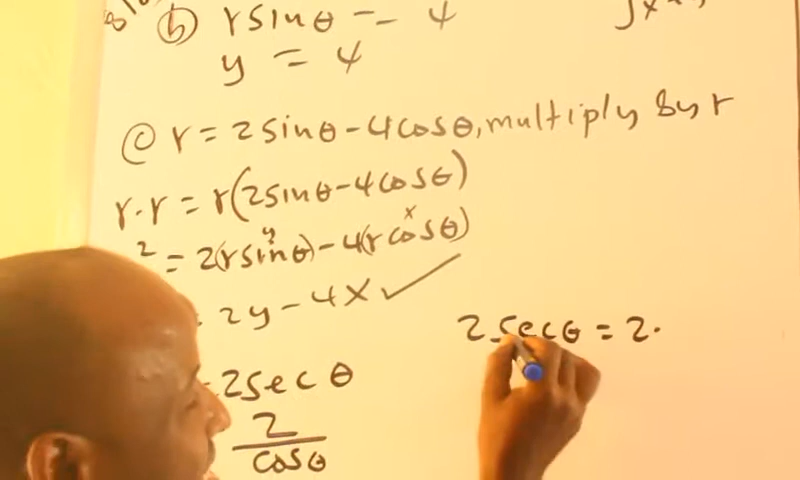 ⓑ rsinθ = 4
y = 4
ⓒ r = 2sinθ - 4cosθ, multiply by r
r·r = r(2sinθ - 4cosθ)
y x
2 = 2(rsinθ) - 4(rcosθ)
2y - 4x ✓
2secθ = 2·
2secθ
2
cosθ